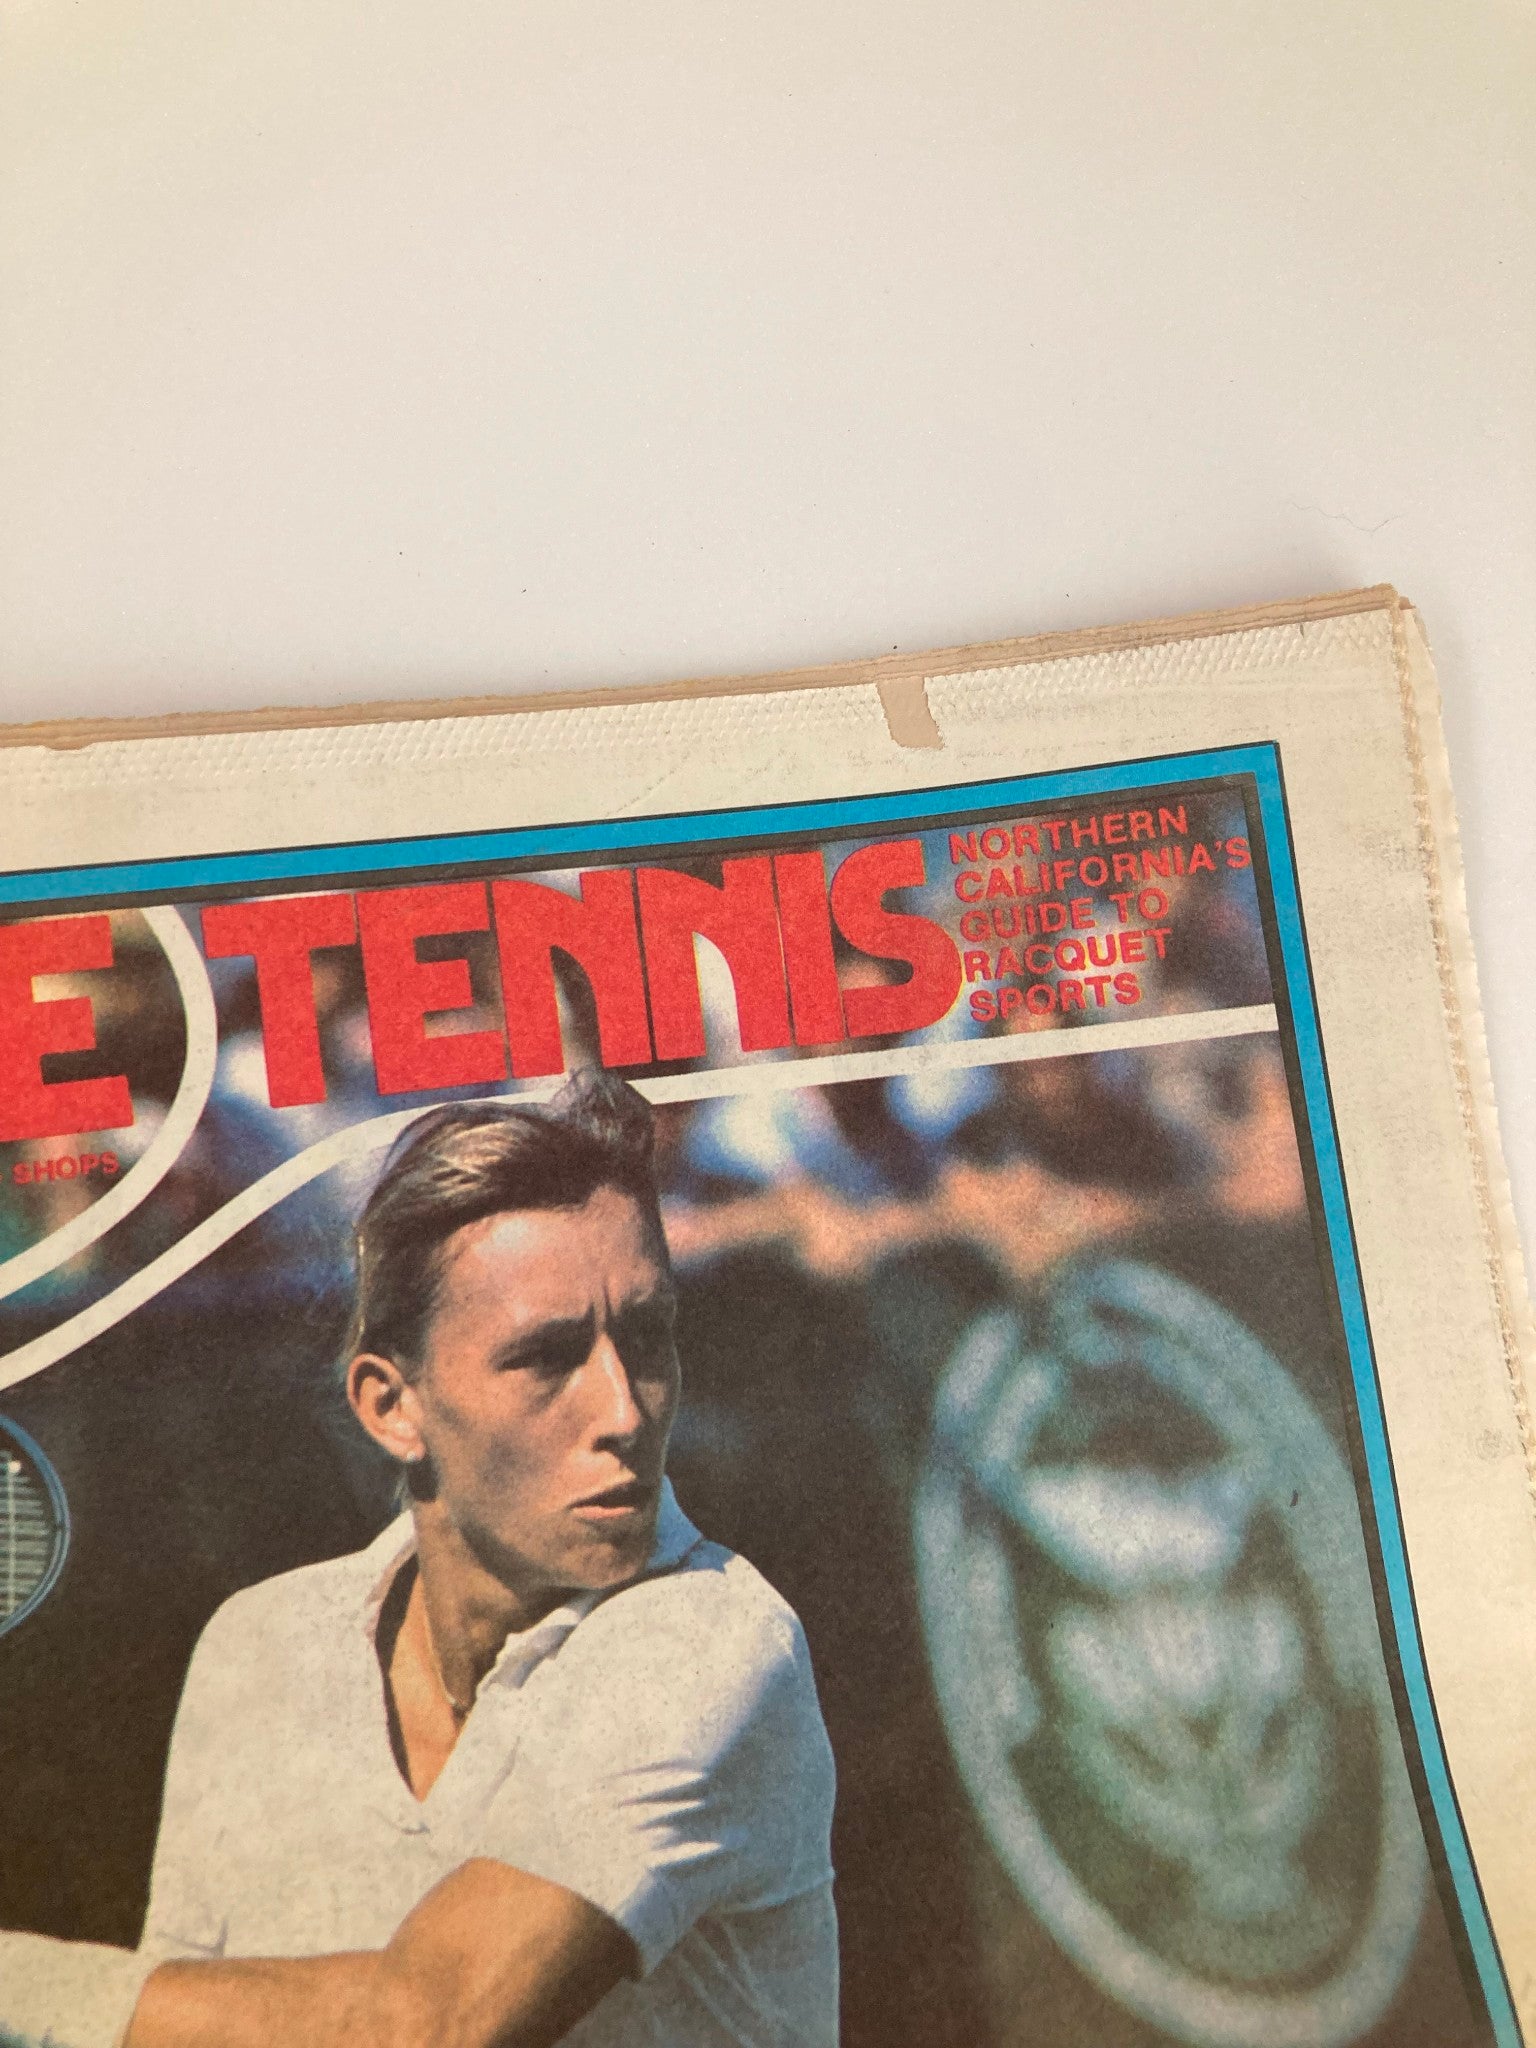 E TENNIS
NORTHERN
CALIFORNIA'S
GUIDE TO
RACQUET
SPORTS
SHOPS